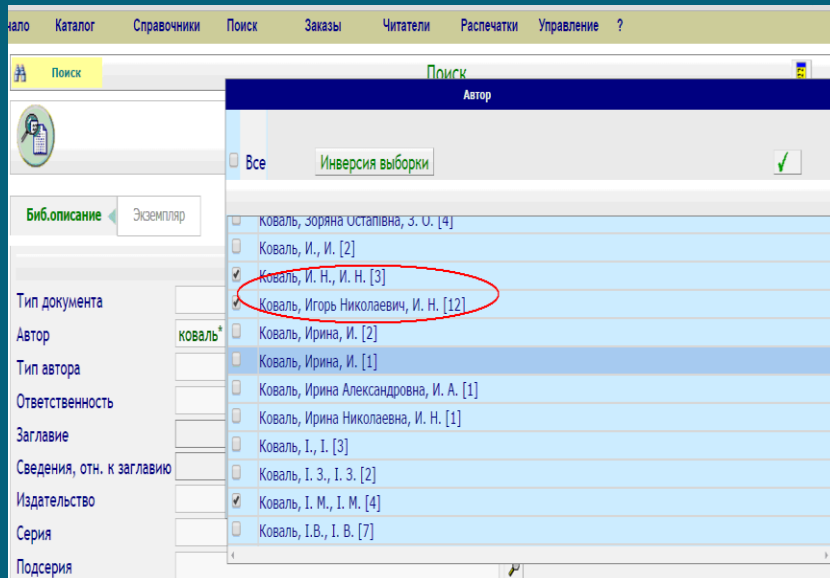 нало Каталог Справочники Поиск Заказы Читатели Распечатки Управление ?
Поиск Поиск
Автор
Все Инверсия выборки
Биб.описание Экземпляр
Коваль, Зоряна Остапівна, З. О. [4]
Коваль, И., И. [2]
Коваль, И. Н., И. Н. [3]
Тип документа
Коваль, Игорь Николаевич, И. Н. [12]
Автор коваль*
Коваль, Ирина, И. [2]
Коваль, Ирина, И. [1]
Тип автора
Коваль, Ирина Александровна, И. А. [1]
Ответственность
Коваль, Ирина Николаевна, И. Н. [1]
Заглавие
Коваль, І., І. [3]
Сведения, отн. к заглавию
Коваль, І. З., І. З. [2]
Издательство
Коваль, І. М., І. М. [4]
Серия
Коваль, І.В., І. В. [7]
Подсерия